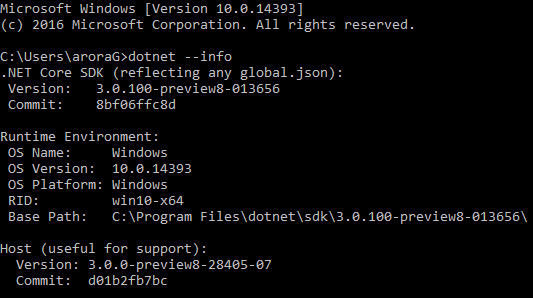 Microsoft Windows [Version 10.0.14393]
(c) 2016 Microsoft Corporation. All rights reserved.
C:\Users\aroraG>dotnet --info
.NET Core SDK (reflecting any global.json):
Version: 3.0.100-preview8-013656
Commit: 8bf06ffc8d
Runtime Environment:
OS Name: Windows
OS Version: 10.0.14393
OS Platform: Windows
RID: win10-x64
Base Path: C:\Program Files\dotnet\sdk\3.0.100-preview8-013656\
Host (useful for support):
Version: 3.0.0-preview8-28405-07
Commit: d01b2fb7bc